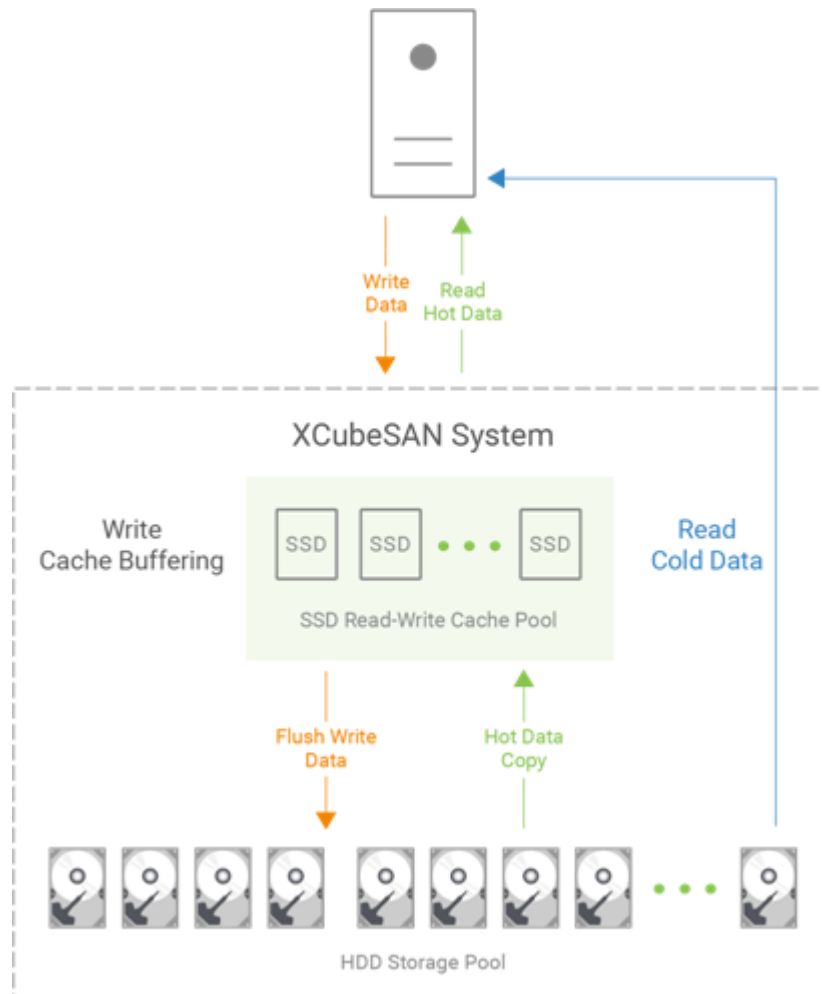 Write
Data
Read
Hot Data
XCubeSAN System
Write
Cache Buffering
SSD
SSD
SSD
Read
Cold Data
SSD Read-Write Cache Pool
Flush Write
Data
Hot Data
Copy
HDD Storage Pool